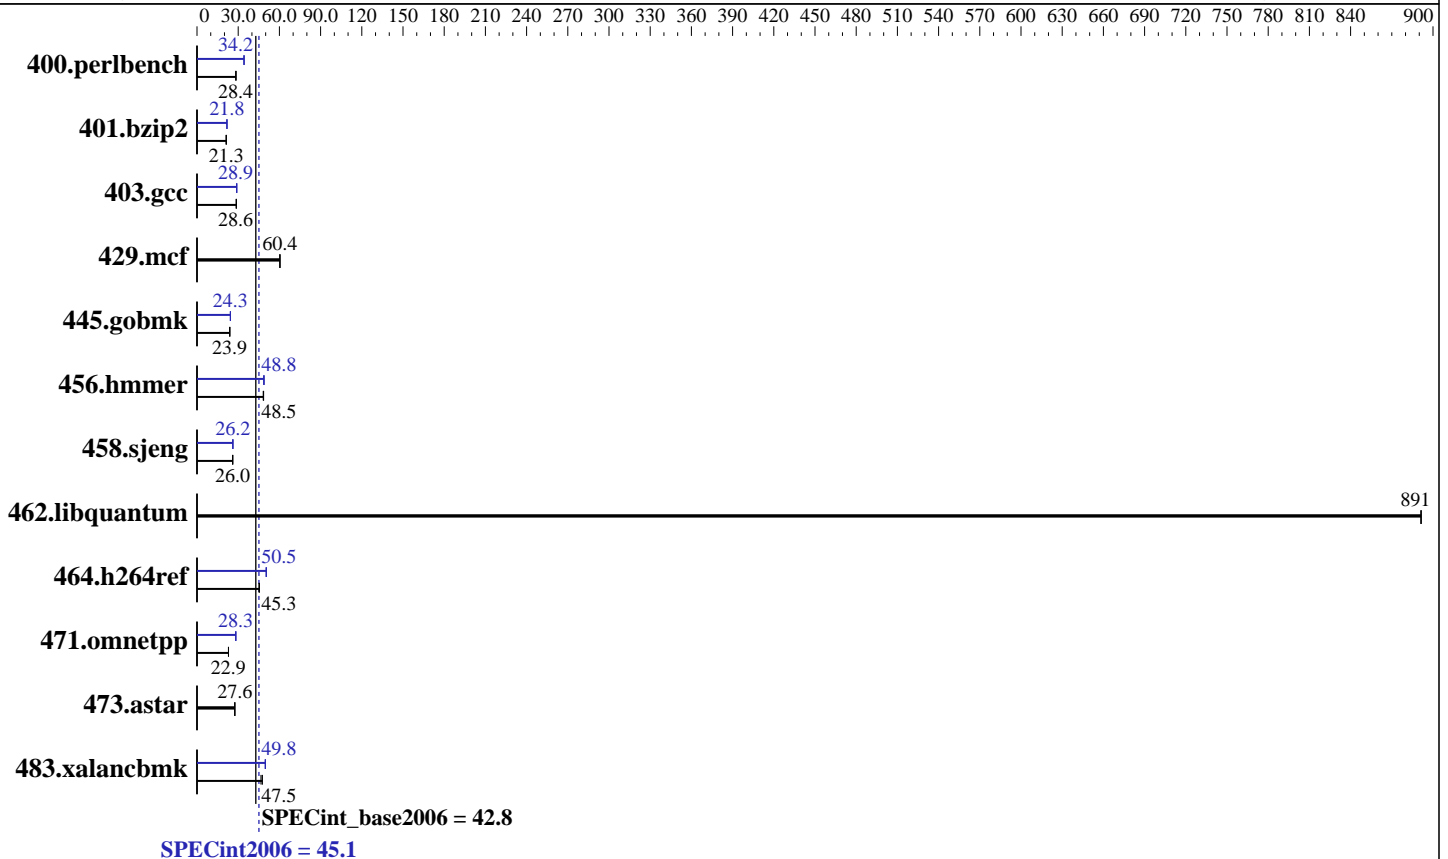 0 30.0 60.0 90.0 120 150 180 210 240 270 300 330 360 390 420 450 480 510 540 570 600 630 660 690 720 750 780 810 840 900
34.2
400.perlbench
28.4
21.8
401.bzip2
21.3
28.9
403.gcc
28.6
60.4
429.mcf
24.3
445.gobmk
23.9
48.8
456.hmmer
48.5
26.2
458.sjeng
26.0
891
462.libquantum
50.5
464.h264ref
45.3
28.3
471.omnetpp
22.9
27.6
473.astar
49.8
483.xalancbmk
47.5
SPECint_base2006 = 42.8
SPECint2006 = 45.1